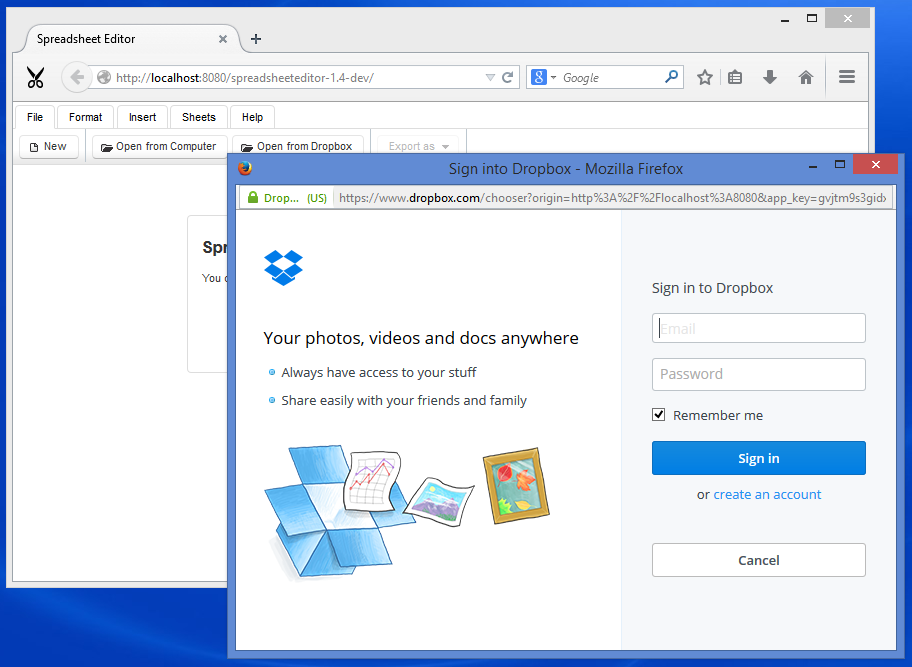 Spreadsheet Editor
http://localhost:8080/spreadsheeteditor-1.4-dev/
Google
File Format Insert Sheets Help
New Open from Computer Open from Dropbox Export as
Sign into Dropbox - Mozilla Firefox
Drop... (US) https://www.dropbox.com/chooser?origin=http%3A%2F%2Flocalhost%3A8080&app_key=gvjtm9s3gid
Spr
You
Sign in to Dropbox
Email
Your photos, videos and docs anywhere
Always have access to your stuff
Password
Share easily with your friends and family
Remember me
Sign in
or create an account
Cancel